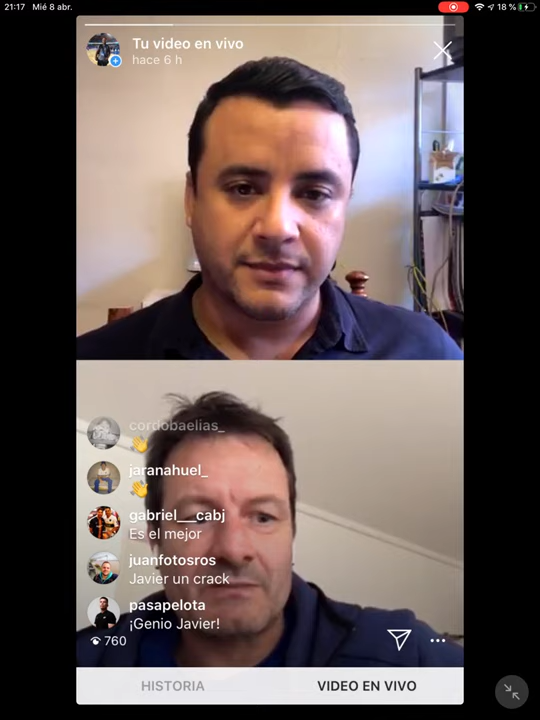 21:17 Mié 8 abr.
18 %
Tu video en vivo
hace 6 h
cordobaelías_
jaranahuel_
gabriel___cabj
Es el mejor
juanfotosros
Javier un crack
pasapelota
¡Genio Javier!
760
HISTORIA
VIDEO EN VIVO